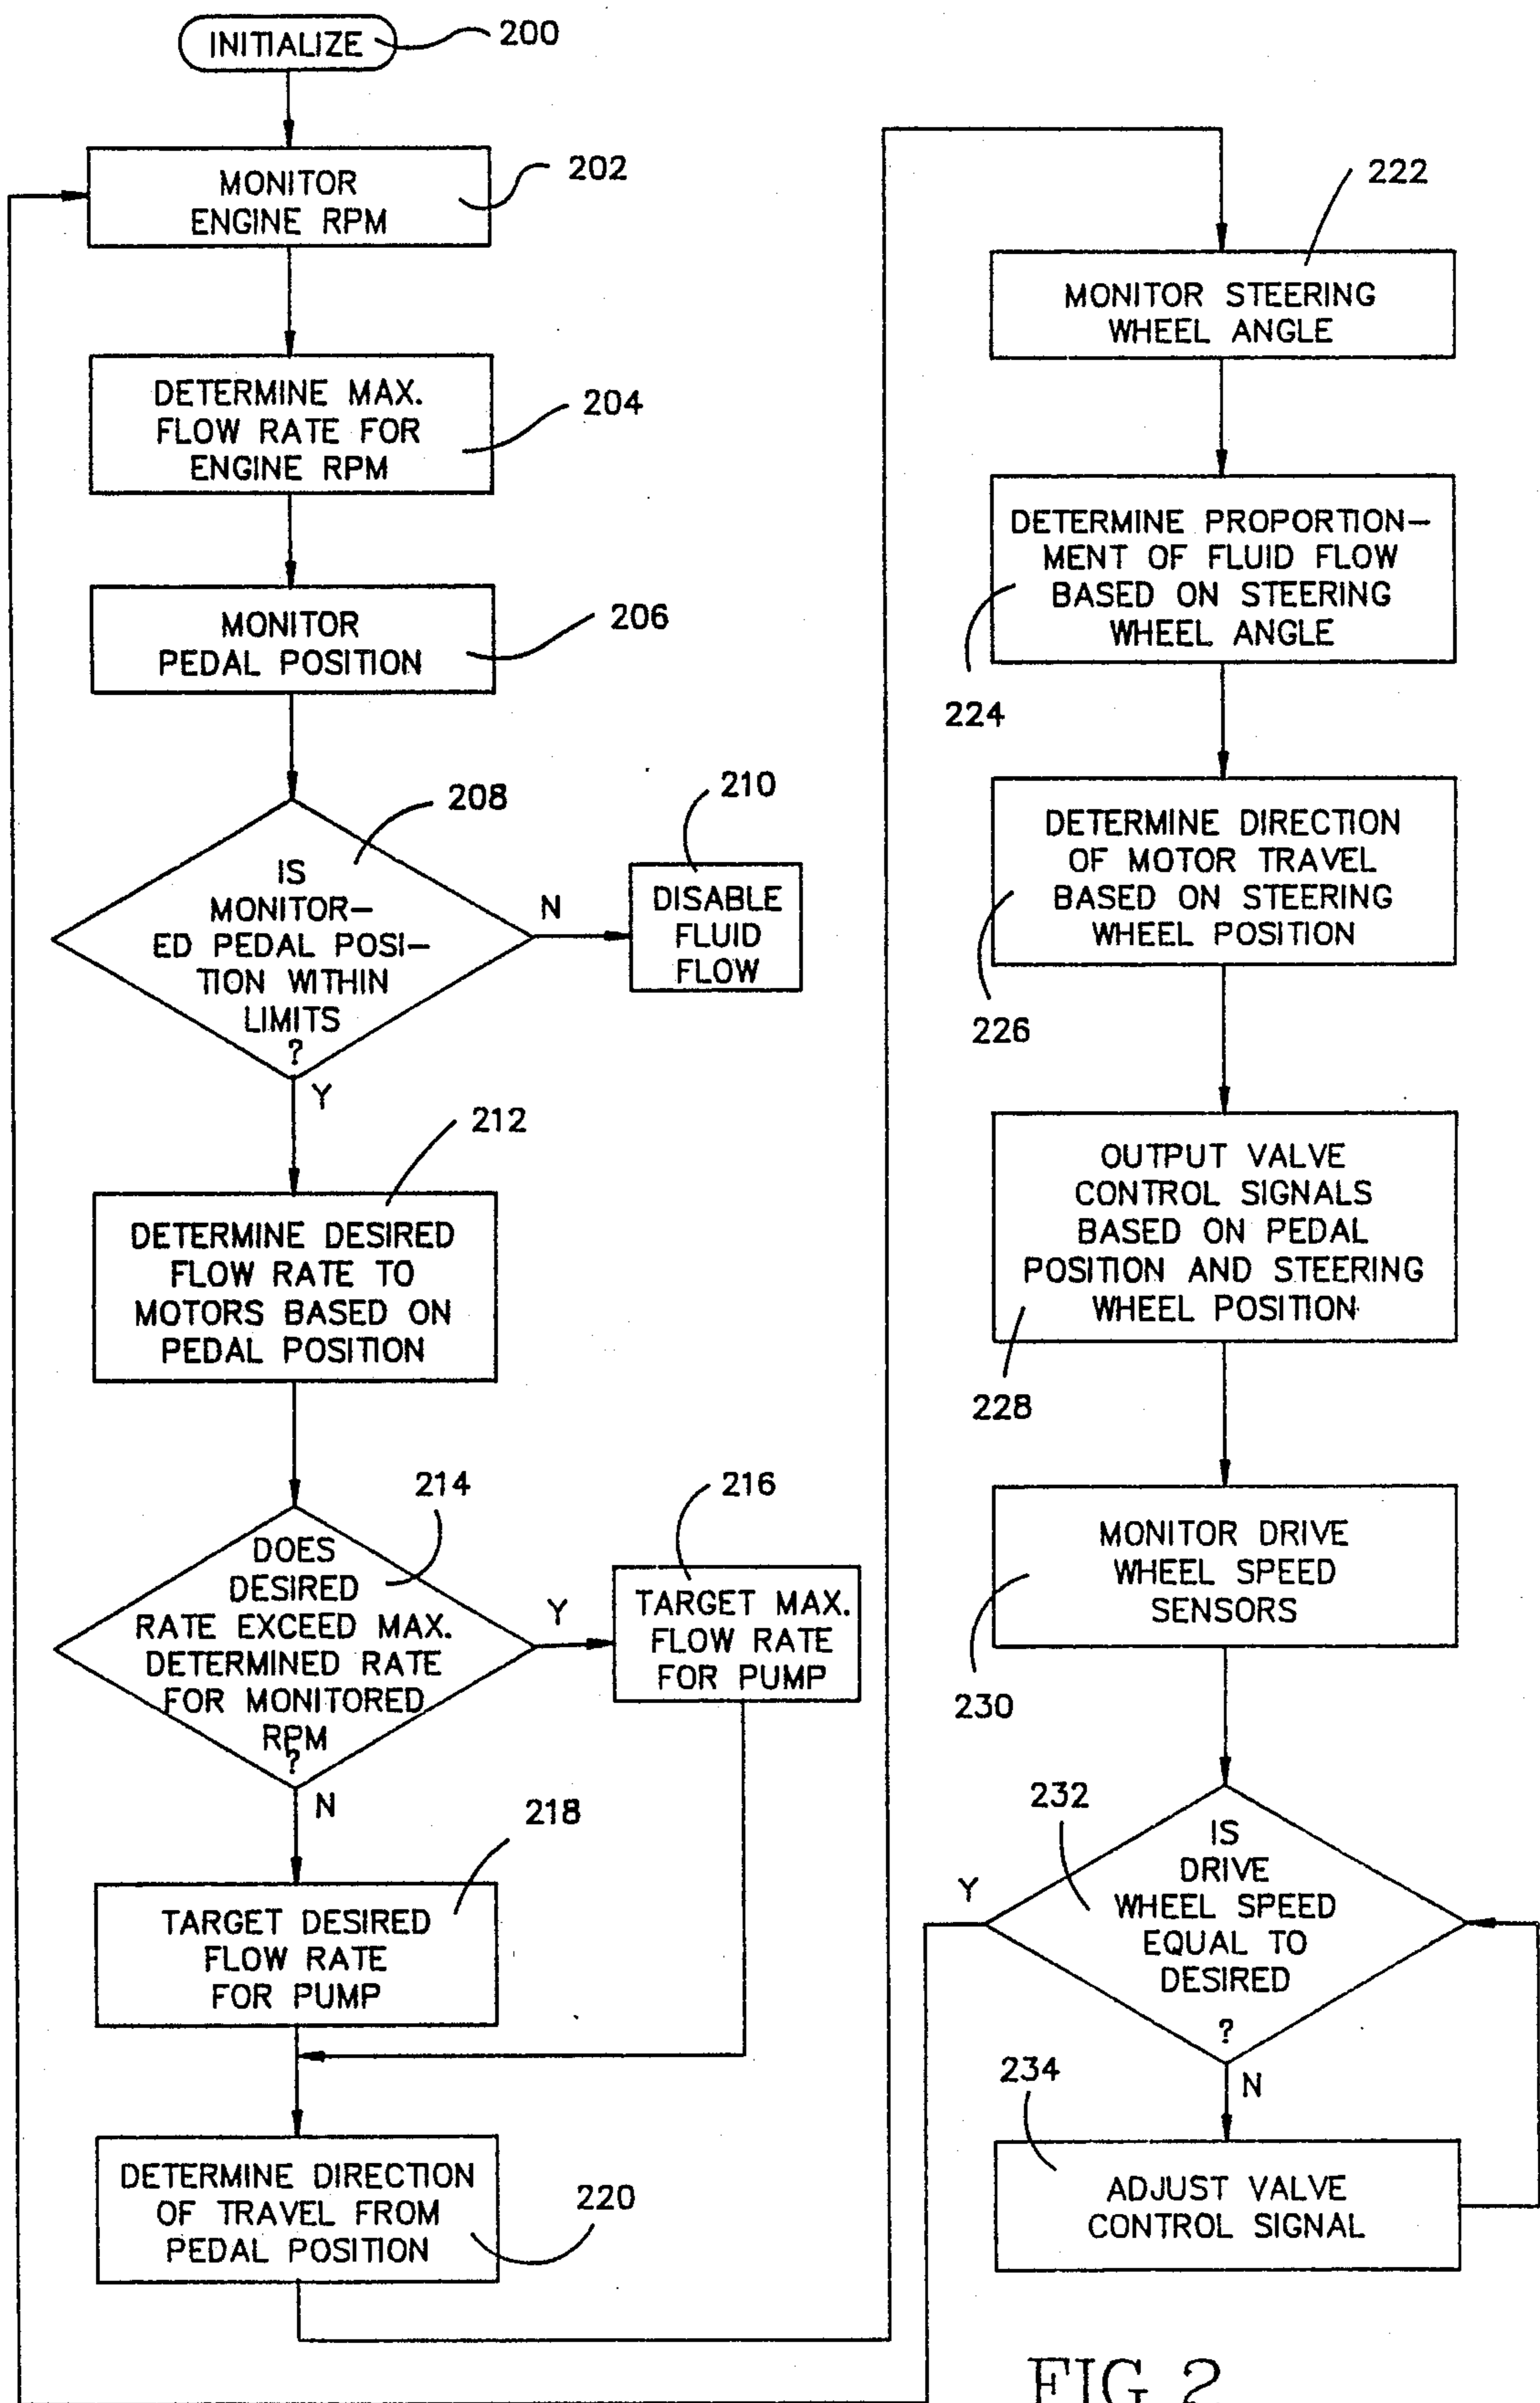 INITIALIZE
200
MONITOR
ENGINE RPM
202
DETERMINE MAX.
FLOW RATE FOR
ENGINE RPM
204
MONITOR
PEDAL POSITION
206
208
IS
MONITOR-
ED PEDAL POSI-
TION WITHIN
LIMITS
?
N
Y
210
DISABLE
FLUID
FLOW
212
DETERMINE DESIRED
FLOW RATE TO
MOTORS BASED ON
PEDAL POSITION
214
DOES
DESIRED
RATE EXCEED MAX.
DETERMINED RATE
FOR MONITORED
RPM
?
Y
N
216
TARGET MAX.
FLOW RATE
FOR PUMP
218
TARGET DESIRED
FLOW RATE
FOR PUMP
DETERMINE DIRECTION
OF TRAVEL FROM
PEDAL POSITION
220
222
MONITOR STEERING
WHEEL ANGLE
DETERMINE PROPORTION-
MENT OF FLUID FLOW
BASED ON STEERING
WHEEL ANGLE
224
DETERMINE DIRECTION
OF MOTOR TRAVEL
BASED ON STEERING
WHEEL POSITION
226
OUTPUT VALVE
CONTROL SIGNALS
BASED ON PEDAL
POSITION AND STEERING
WHEEL POSITION
228
MONITOR DRIVE
WHEEL SPEED
SENSORS
230
232
IS
DRIVE
WHEEL SPEED
EQUAL TO
DESIRED
?
Y
N
234
ADJUST VALVE
CONTROL SIGNAL
FIG 2